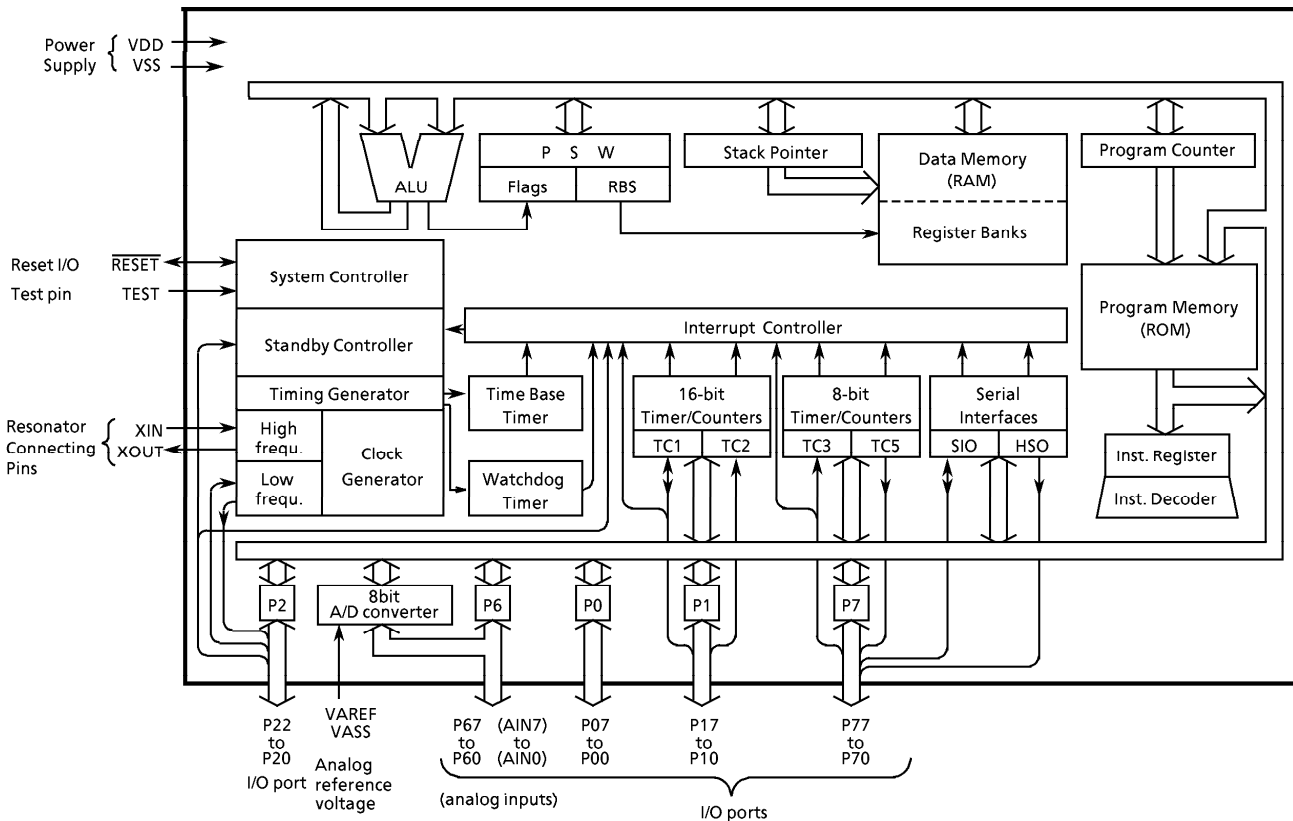 Power
Supply
VDD
VSS
P S W
Flags
RBS
ALU
Stack Pointer
Data Memory
(RAM)
Register Banks
Program Counter
Reset I/O
RESET
Test pin
TEST
System Controller
Standby Controller
Timing Generator
High
frequ.
Low
frequ.
Clock
Generator
Resonator
Connecting
Pins
XIN
XOUT
Interrupt Controller
Time Base
Timer
Watchdog
Timer
16-bit
Timer/Counters
TC1
TC2
8-bit
Timer/Counters
TC3
TC5
Serial
Interfaces
SIO
HSO
Program Memory
(ROM)
Inst. Register
Inst. Decoder
P2
8bit
A/D converter
P6
P0
P1
P7
P22
to
P20
I/O port
VAREF
VASS
Analog
reference
voltage
P67
to
P60
(AIN7)
to
(AIN0)
(analog inputs)
P07
to
P00
P17
to
P10
P77
to
P70
I/O ports